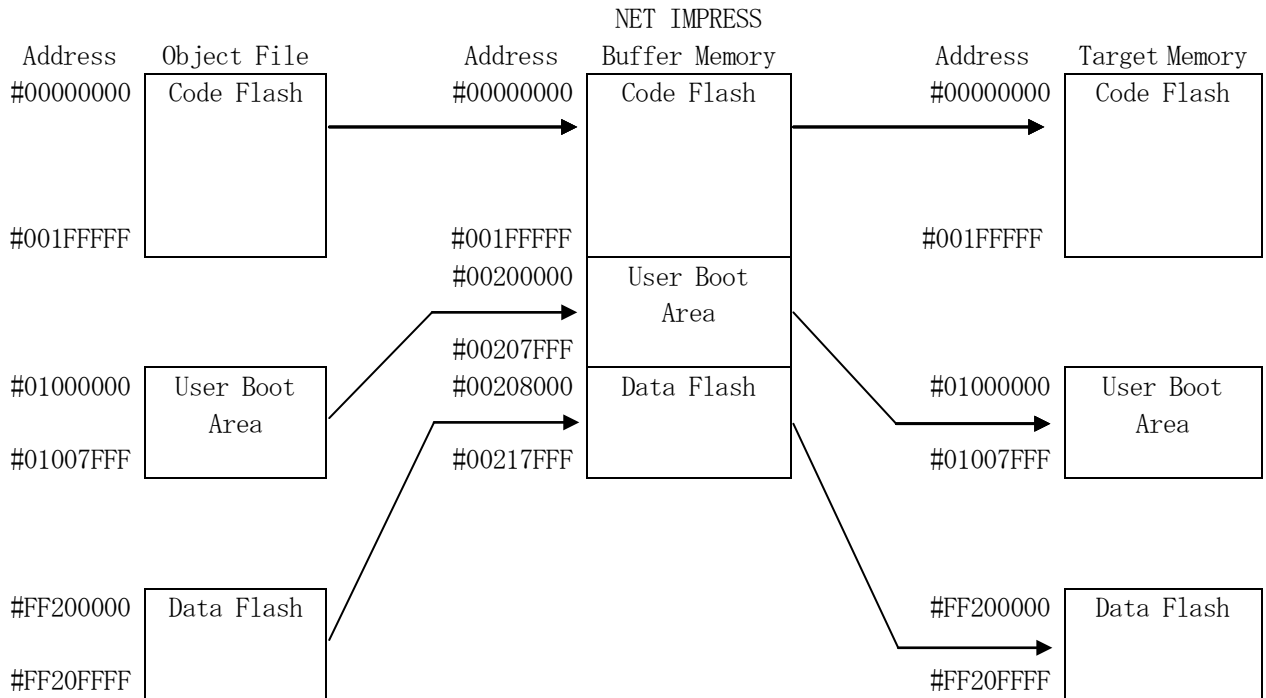 NET IMPRESS
Address Object File Address Buffer Memory Address Target Memory
#00000000 Code Flash #00000000 Code Flash #00000000 Code Flash
#001FFFFF #001FFFFF #001FFFFF
#00200000 User Boot
Area
#00207FFF
#01000000 User Boot #00208000 Data Flash #01000000 User Boot
Area Area
#01007FFF #00217FFF #01007FFF
#FF200000 Data Flash #FF200000 Data Flash
#FF20FFFF #FF20FFFF